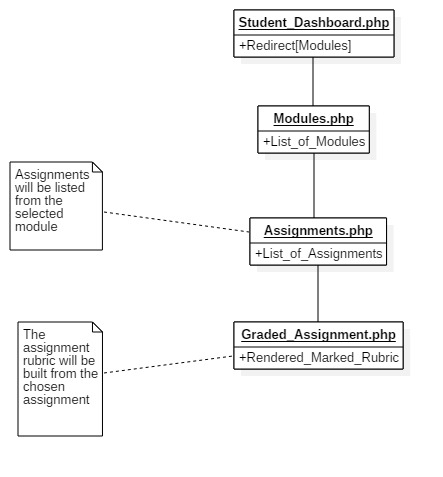 Student_Dashboard.php
+Redirect[Modules]
Modules.php
+List_of_Modules
Assignments
will be listed
from the
selected
module
Assignments.php
+List_of_Assignments
The
assignment
rubric will be
built from the
chosen
assignment
Graded_Assignment.php
+Rendered_Marked_Rubric